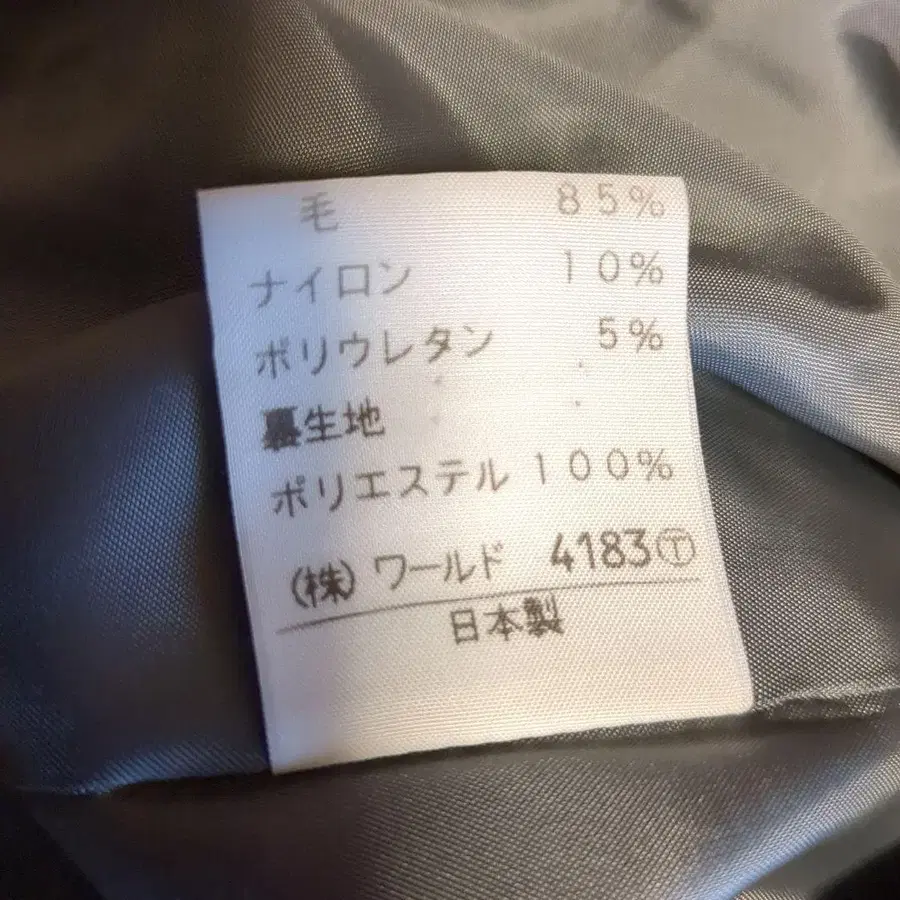 毛 85%
ナイロン 10%
ポリウレタン 5%
裏生地
ポリエステル 100%
(株) ワールド 4183Ⓣ
日本製